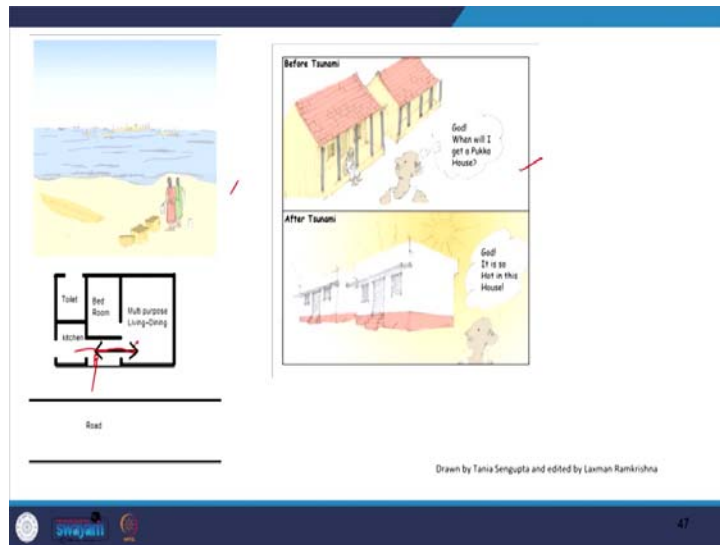 Before Tsunami
God!
When will I
get a Pukka
House?
After Tsunami
God!
It is so
Hot in this
House!
Toilet
Bed
Room
Multi purpose
Living+Dining
kitchen
Road
Drawn by Tania Sengupta and edited by Laxman Ramkrishna
swayam
47